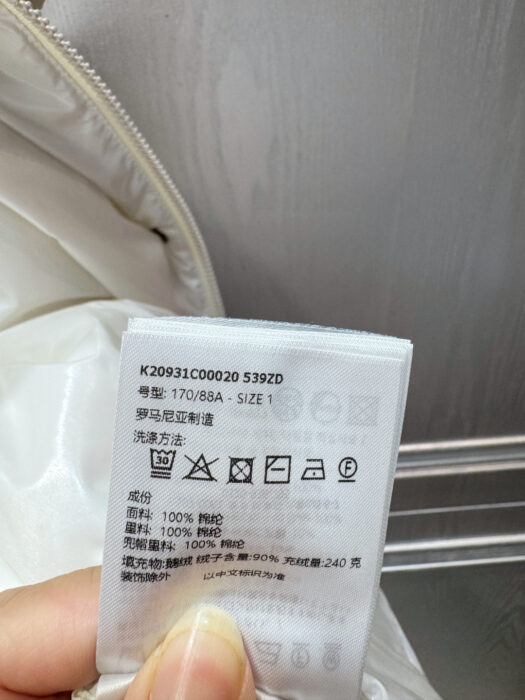 K20931C00020 539ZD
号型: 170/88A - SIZE 1
罗马尼亚制造
洗涤方法:
30 F
成份
面料: 100% 锦纶
里料: 100% 锦纶
兜帽里料: 100% 锦纶
填充物: 鹅绒 绒子含量:90% 充绒量:240 克
装饰除外 以中文标识为准